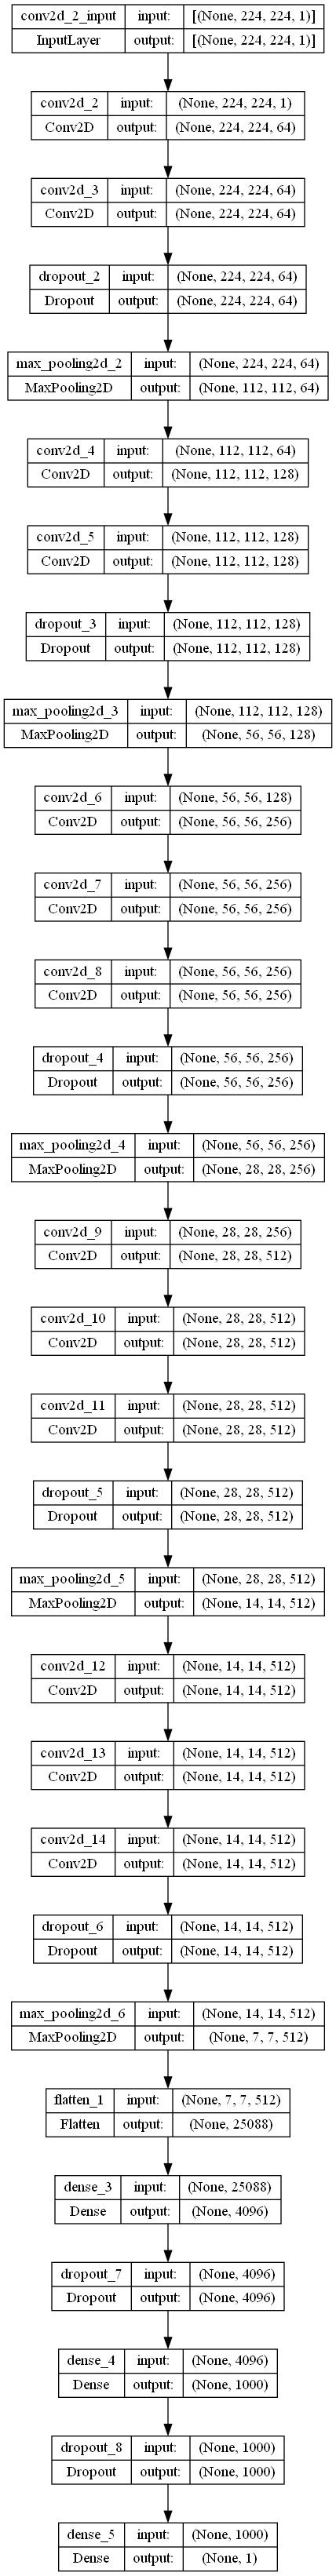 conv2d_2_input input: [(None, 224, 224, 1)]
InputLayer output: [(None, 224, 224, 1)]
conv2d_2 input: (None, 224, 224, 1)
Conv2D output: (None, 224, 224, 64)
conv2d_3 input: (None, 224, 224, 64)
Conv2D output: (None, 224, 224, 64)
dropout_2 input: (None, 224, 224, 64)
Dropout output: (None, 224, 224, 64)
max_pooling2d_2 input: (None, 224, 224, 64)
MaxPooling2D output: (None, 112, 112, 64)
conv2d_4 input: (None, 112, 112, 64)
Conv2D output: (None, 112, 112, 128)
conv2d_5 input: (None, 112, 112, 128)
Conv2D output: (None, 112, 112, 128)
dropout_3 input: (None, 112, 112, 128)
Dropout output: (None, 112, 112, 128)
max_pooling2d_3 input: (None, 112, 112, 128)
MaxPooling2D output: (None, 56, 56, 128)
conv2d_6 input: (None, 56, 56, 128)
Conv2D output: (None, 56, 56, 256)
conv2d_7 input: (None, 56, 56, 256)
Conv2D output: (None, 56, 56, 256)
conv2d_8 input: (None, 56, 56, 256)
Conv2D output: (None, 56, 56, 256)
dropout_4 input: (None, 56, 56, 256)
Dropout output: (None, 56, 56, 256)
max_pooling2d_4 input: (None, 56, 56, 256)
MaxPooling2D output: (None, 28, 28, 256)
conv2d_9 input: (None, 28, 28, 256)
Conv2D output: (None, 28, 28, 512)
conv2d_10 input: (None, 28, 28, 512)
Conv2D output: (None, 28, 28, 512)
conv2d_11 input: (None, 28, 28, 512)
Conv2D output: (None, 28, 28, 512)
dropout_5 input: (None, 28, 28, 512)
Dropout output: (None, 28, 28, 512)
max_pooling2d_5 input: (None, 28, 28, 512)
MaxPooling2D output: (None, 14, 14, 512)
conv2d_12 input: (None, 14, 14, 512)
Conv2D output: (None, 14, 14, 512)
conv2d_13 input: (None, 14, 14, 512)
Conv2D output: (None, 14, 14, 512)
conv2d_14 input: (None, 14, 14, 512)
Conv2D output: (None, 14, 14, 512)
dropout_6 input: (None, 14, 14, 512)
Dropout output: (None, 14, 14, 512)
max_pooling2d_6 input: (None, 14, 14, 512)
MaxPooling2D output: (None, 7, 7, 512)
flatten_1 input: (None, 7, 7, 512)
Flatten output: (None, 25088)
dense_3 input: (None, 25088)
Dense output: (None, 4096)
dropout_7 input: (None, 4096)
Dropout output: (None, 4096)
dense_4 input: (None, 4096)
Dense output: (None, 1000)
dropout_8 input: (None, 1000)
Dropout output: (None, 1000)
dense_5 input: (None, 1000)
Dense output: (None, 1)